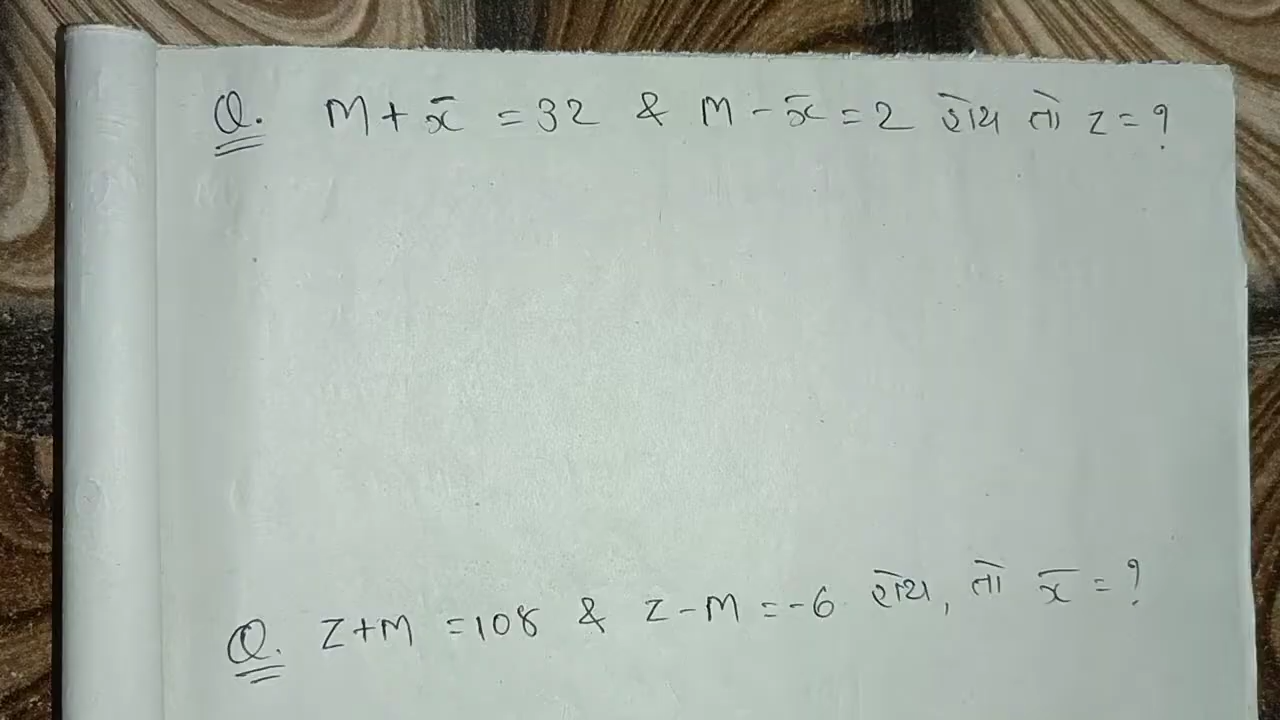 Q. M + x̄ = 32 & M - x̄ = 2 હોય તો z = ?
Q. Z+M = 108 & Z-M = -6 હોય, તો x̄ = ?